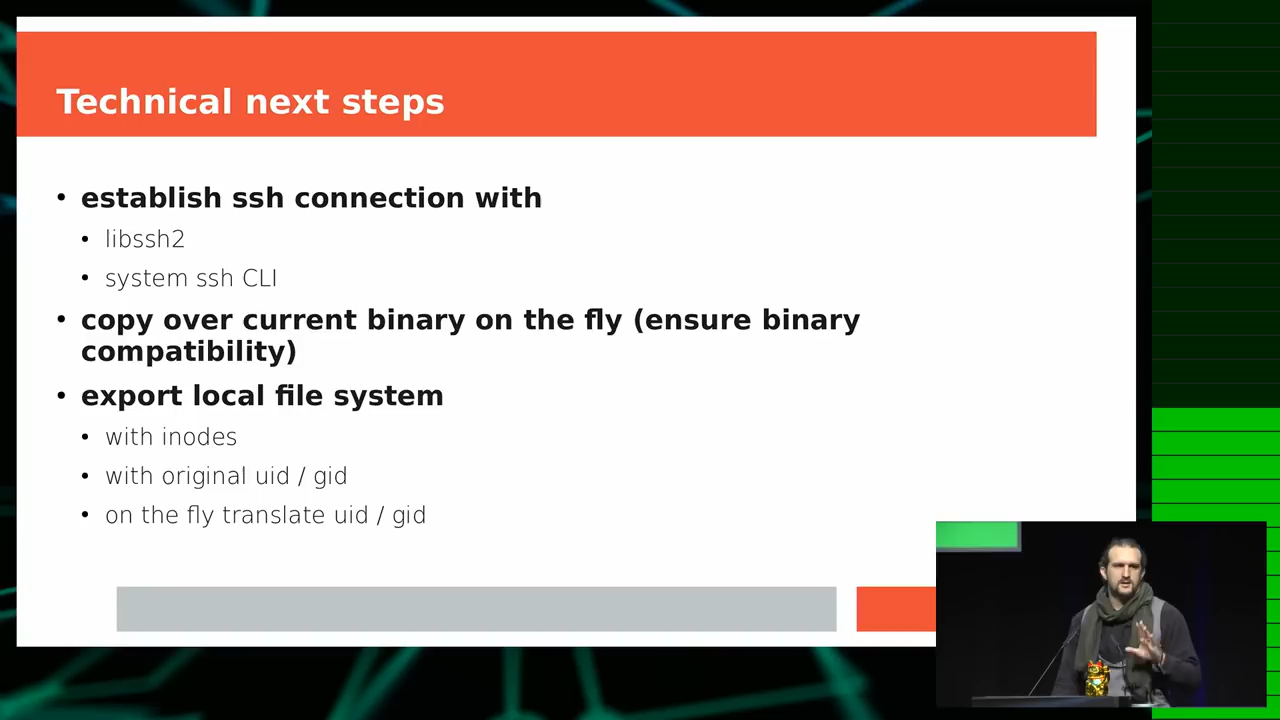 Technical next steps
• establish ssh connection with
• libssh2
• system ssh CLI
• copy over current binary on the fly (ensure binary
compatibility)
• export local file system
• with inodes
• with original uid / gid
• on the fly translate uid / gid